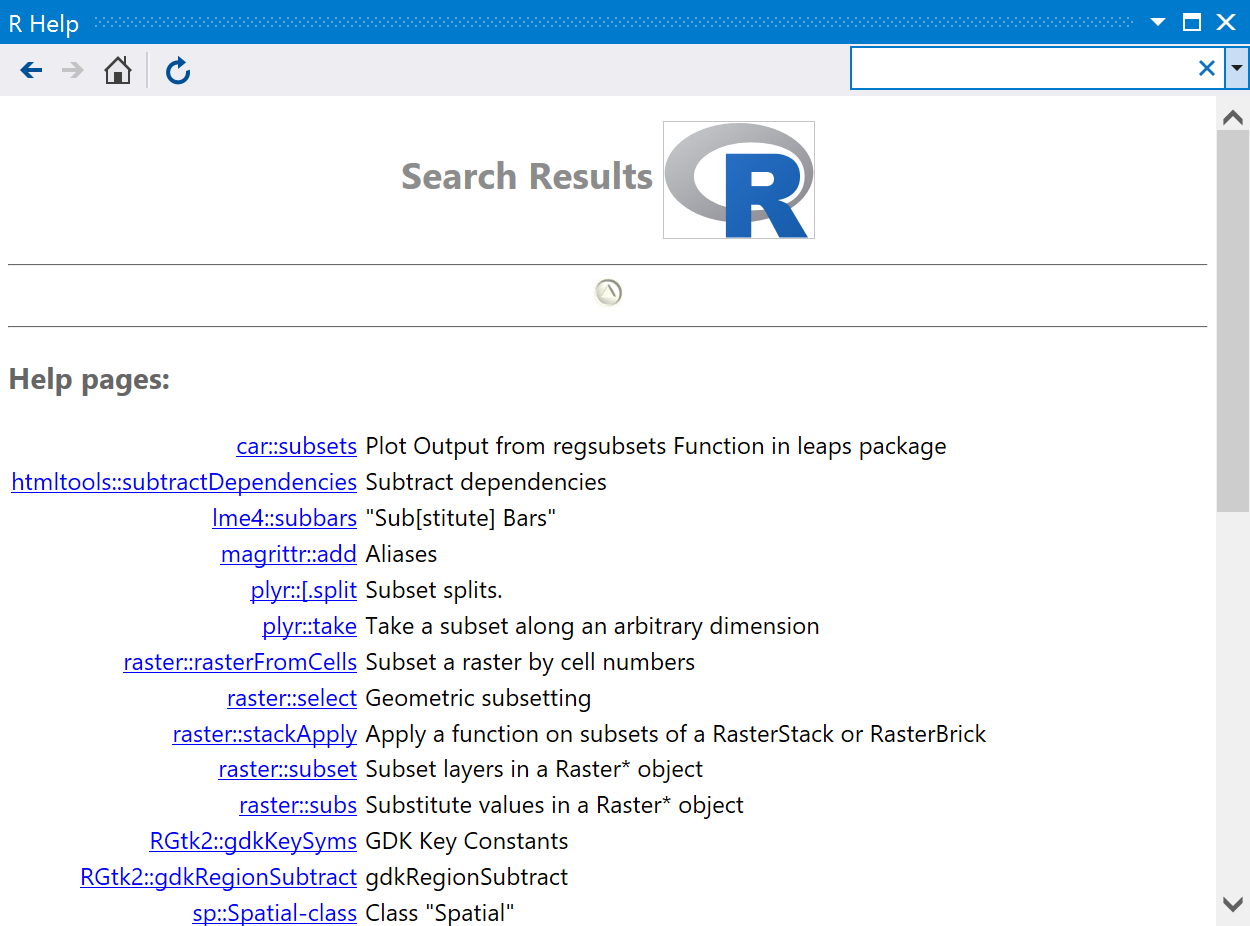 R Help
Search Results R
Help pages:
car::subsets Plot Output from regsubsets Function in leaps package
htmltools::subtractDependencies Subtract dependencies
lme4::subbars "Sub[stitute] Bars"
magrittr::add Aliases
plyr::[.split Subset splits.
plyr::take Take a subset along an arbitrary dimension
raster::rasterFromCells Subset a raster by cell numbers
raster::select Geometric subsetting
raster::stackApply Apply a function on subsets of a RasterStack or RasterBrick
raster::subset Subset layers in a Raster* object
raster::subs Substitute values in a Raster* object
RGtk2::gdkKeySyms GDK Key Constants
RGtk2::gdkRegionSubtract gdkRegionSubtract
sp::Spatial-class Class "Spatial"